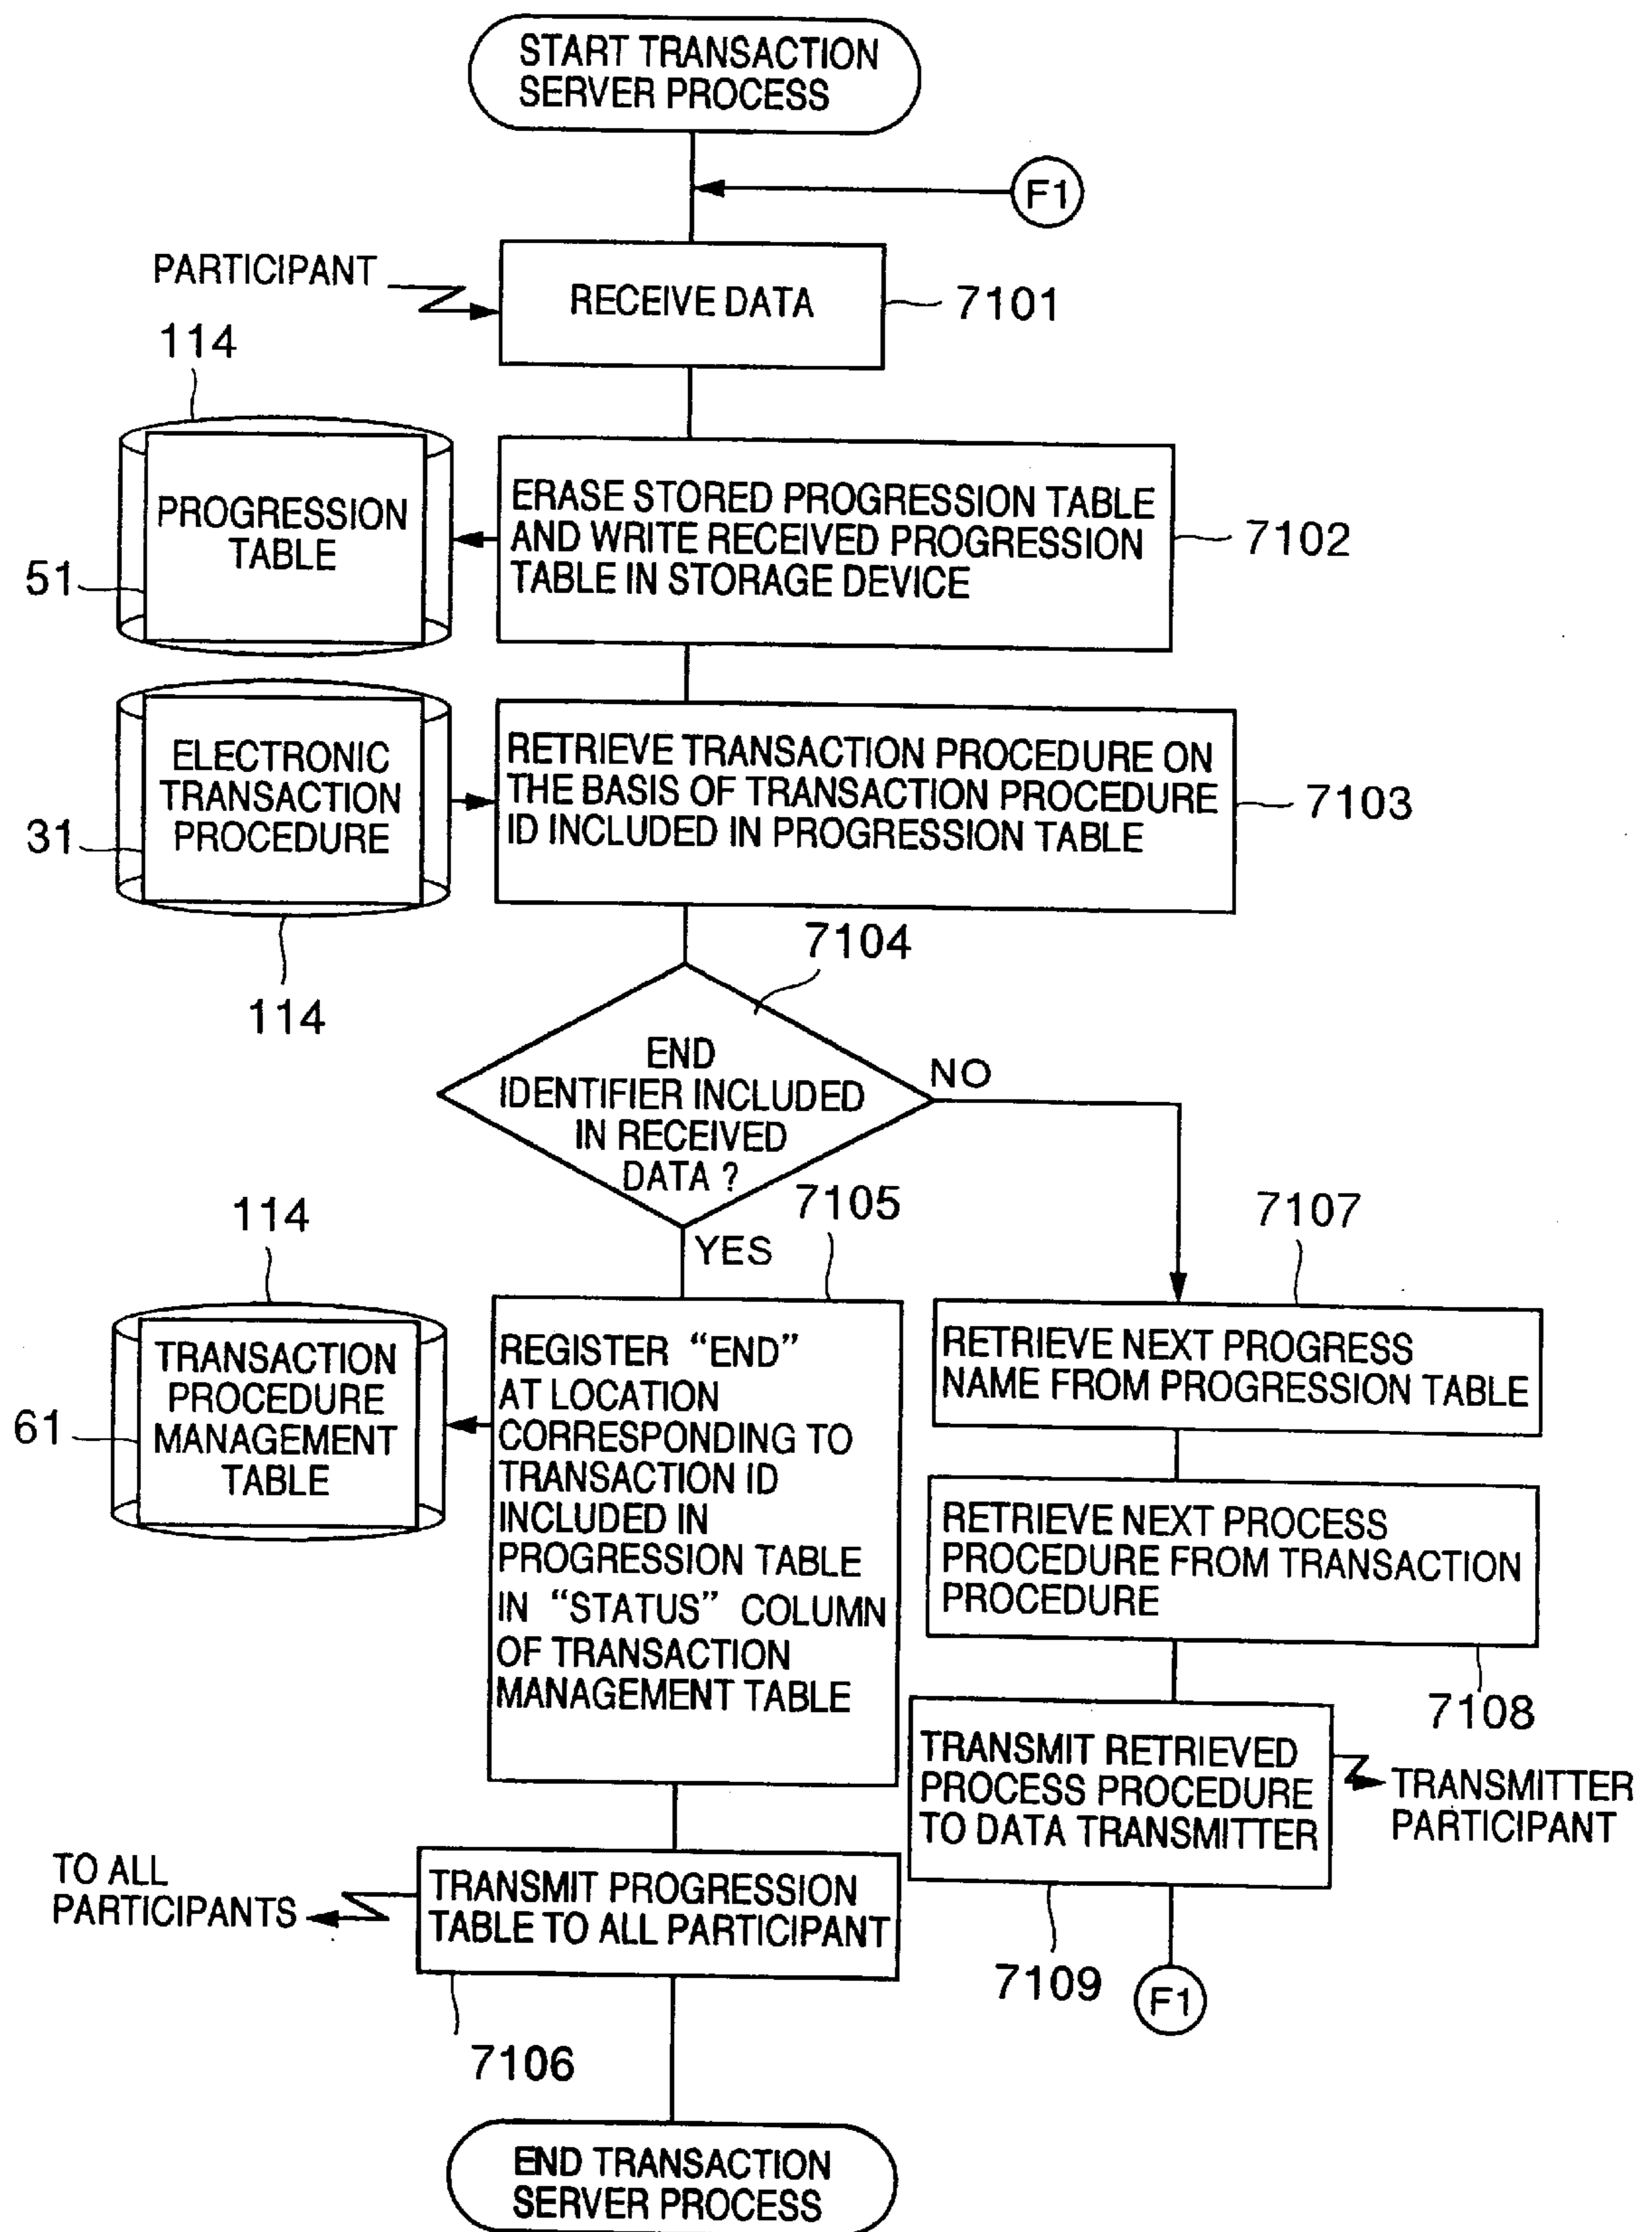 START TRANSACTION
SERVER PROCESS
F1
PARTICIPANT
RECEIVE DATA
7101
114
PROGRESSION
TABLE
51
ERASE STORED PROGRESSION TABLE
AND WRITE RECEIVED PROGRESSION
TABLE IN STORAGE DEVICE
7102
ELECTRONIC
TRANSACTION
PROCEDURE
31
114
RETRIEVE TRANSACTION PROCEDURE ON
THE BASIS OF TRANSACTION PROCEDURE
ID INCLUDED IN PROGRESSION TABLE
7103
7104
END
IDENTIFIER INCLUDED
IN RECEIVED
DATA ?
NO
YES
7105
114
TRANSACTION
PROCEDURE
MANAGEMENT
TABLE
61
REGISTER “END”
AT LOCATION
CORRESPONDING TO
TRANSACTION ID
INCLUDED IN
PROGRESSION TABLE
IN “STATUS” COLUMN
OF TRANSACTION
MANAGEMENT TABLE
7107
RETRIEVE NEXT PROGRESS
NAME FROM PROGRESSION TABLE
RETRIEVE NEXT PROCESS
PROCEDURE FROM TRANSACTION
PROCEDURE
7108
TRANSMIT RETRIEVED
PROCESS PROCEDURE
TO DATA TRANSMITTER
TRANSMITTER
PARTICIPANT
7109
F1
TO ALL
PARTICIPANTS
TRANSMIT PROGRESSION
TABLE TO ALL PARTICIPANT
7106
END TRANSACTION
SERVER PROCESS